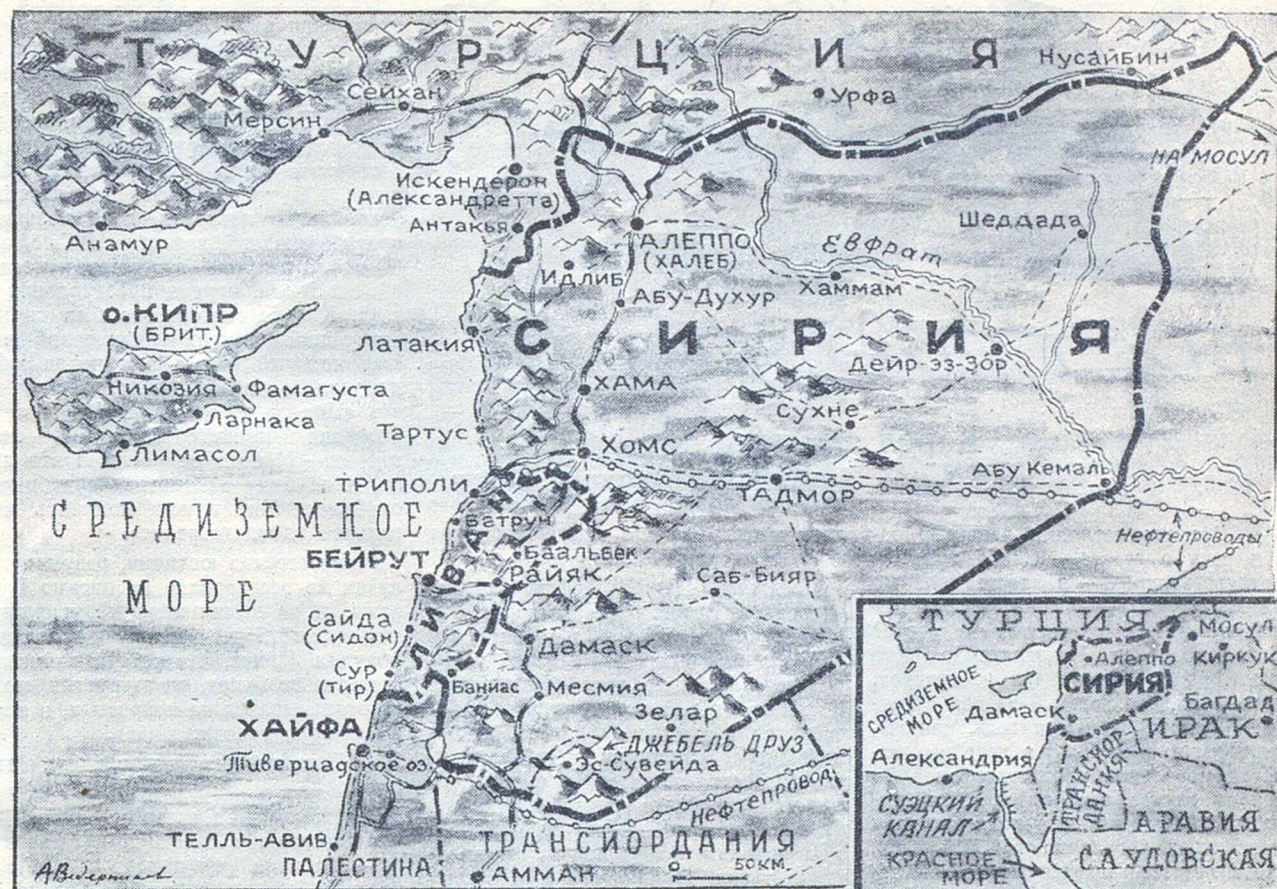 ТУРЦИЯ
Нусайбин
Сейхан
Урфа
Мерсин
НА МОСУЛ
Искендерон
(Александретта)
Антакья
Шеддада
Анамур
АЛЕППО
(ХАЛЕБ)
ЕВФРАТ
Идлиб
Хаммам
Абу-Духур
о.КИПР
(БРИТ.)
Латакия
СИРИЯ
Дейр-эз-Зор
Никозия
Фамагуста
ХАМА
Ларнака
Сухне
Тартус
Лимасол
ХОМС
Абу Кемаль
ТРИПОЛИ
ТАДМОР
СРЕДИЗЕМНОЕ
МОРЕ
Батрун
Нефтепроводы
ЛИВАН
Баальбек
БЕЙРУТ
Райяк
Саб-Бияр
Сайда
(Сидон)
Дамаск
Сур
(тир)
Баниас
Месмия
Зелар
ХАЙФА
ДЖЕБЕЛЬ ДРУЗ
Тивериадское оз.
Эс-Сувейда
Нефтепровод
ТЕЛЛЬ-АВИВ
ТРАНСИОРДАНИЯ
ПАЛЕСТИНА
АММАН
0 50 КМ.
ТУРЦИЯ
Мосул
Алеппо
Киркук
СИРИЯ
СРЕДИЗЕМНОЕ
МОРЕ
Дамаск
Багдад
ИРАК
Александрия
ТРАНСИОР-
ДАНИЯ
СУЭЦКИЙ
КАНАЛ
АРАВИЯ
САУДОВСКАЯ
КРАСНОЕ
МОРЕ